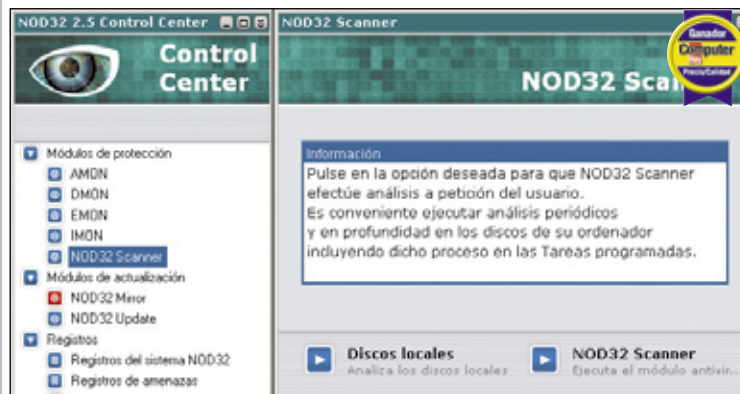 NOD32 2.5 Control Center
Control
Center
Módulos de protección
AMON
DMON
EMON
IMON
NOD32 Scanner
Módulos de actualización
NOD32 Mirror
NOD32 Update
Registros
Registros del sistema NOD32
Registros de amenazas
NOD32 Scanner
NOD32 Scan
Ganador
Computer
Precio/Calidad
Información
Pulse en la opción deseada para que NOD32 Scanner
efectúe análisis a petición del usuario.
Es conveniente ejecutar análisis periódicos
y en profundidad en los discos de su ordenador
incluyendo dicho proceso en las Tareas programadas.
Discos locales
Analiza los discos locales
NOD32 Scanner
Ejecuta el módulo antivir...